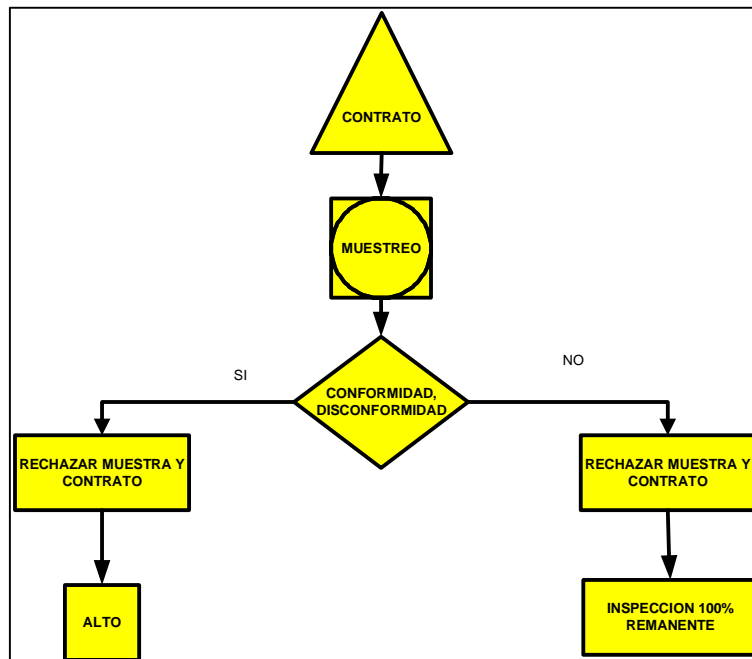 CONTRATO
MUESTREO
SI
NO
CONFORMIDAD,
DISCONFORMIDAD
RECHAZAR MUESTRA Y
CONTRATO
RECHAZAR MUESTRA Y
CONTRATO
ALTO
INSPECCION 100%
REMANENTE